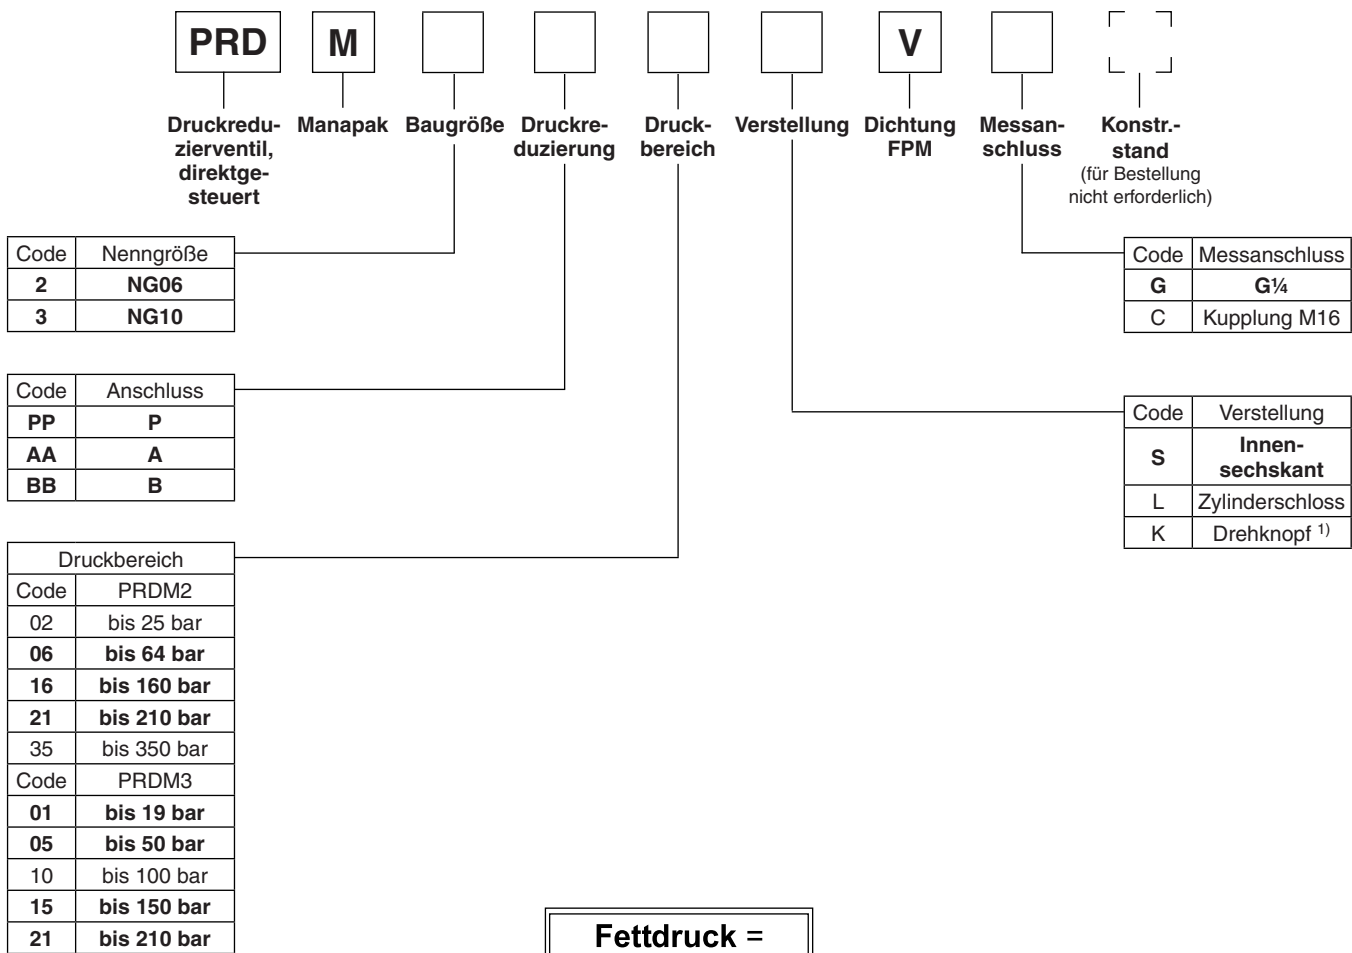 PRD M V
Druckredu-
zierventil,
direktge-
steuert
Manapak
Baugröße
Druckre-
duzierung
Druck-
bereich
Verstellung
Dichtung
FPM
Messan-
schluss
Konstr.-
stand
(für Bestellung
nicht erforderlich)
Code Nenngröße
2 NG06
3 NG10
Code Messanschluss
G G¼
C Kupplung M16
Code Anschluss
PP P
AA A
BB B
Code Verstellung
S Innen-
sechskant
L Zylinderschloss
K Drehknopf 1)
Druckbereich
Code PRDM2
02 bis 25 bar
06 bis 64 bar
16 bis 160 bar
21 bis 210 bar
35 bis 350 bar
Code PRDM3
01 bis 19 bar
05 bis 50 bar
10 bis 100 bar
15 bis 150 bar
21 bis 210 bar
Fettdruck =